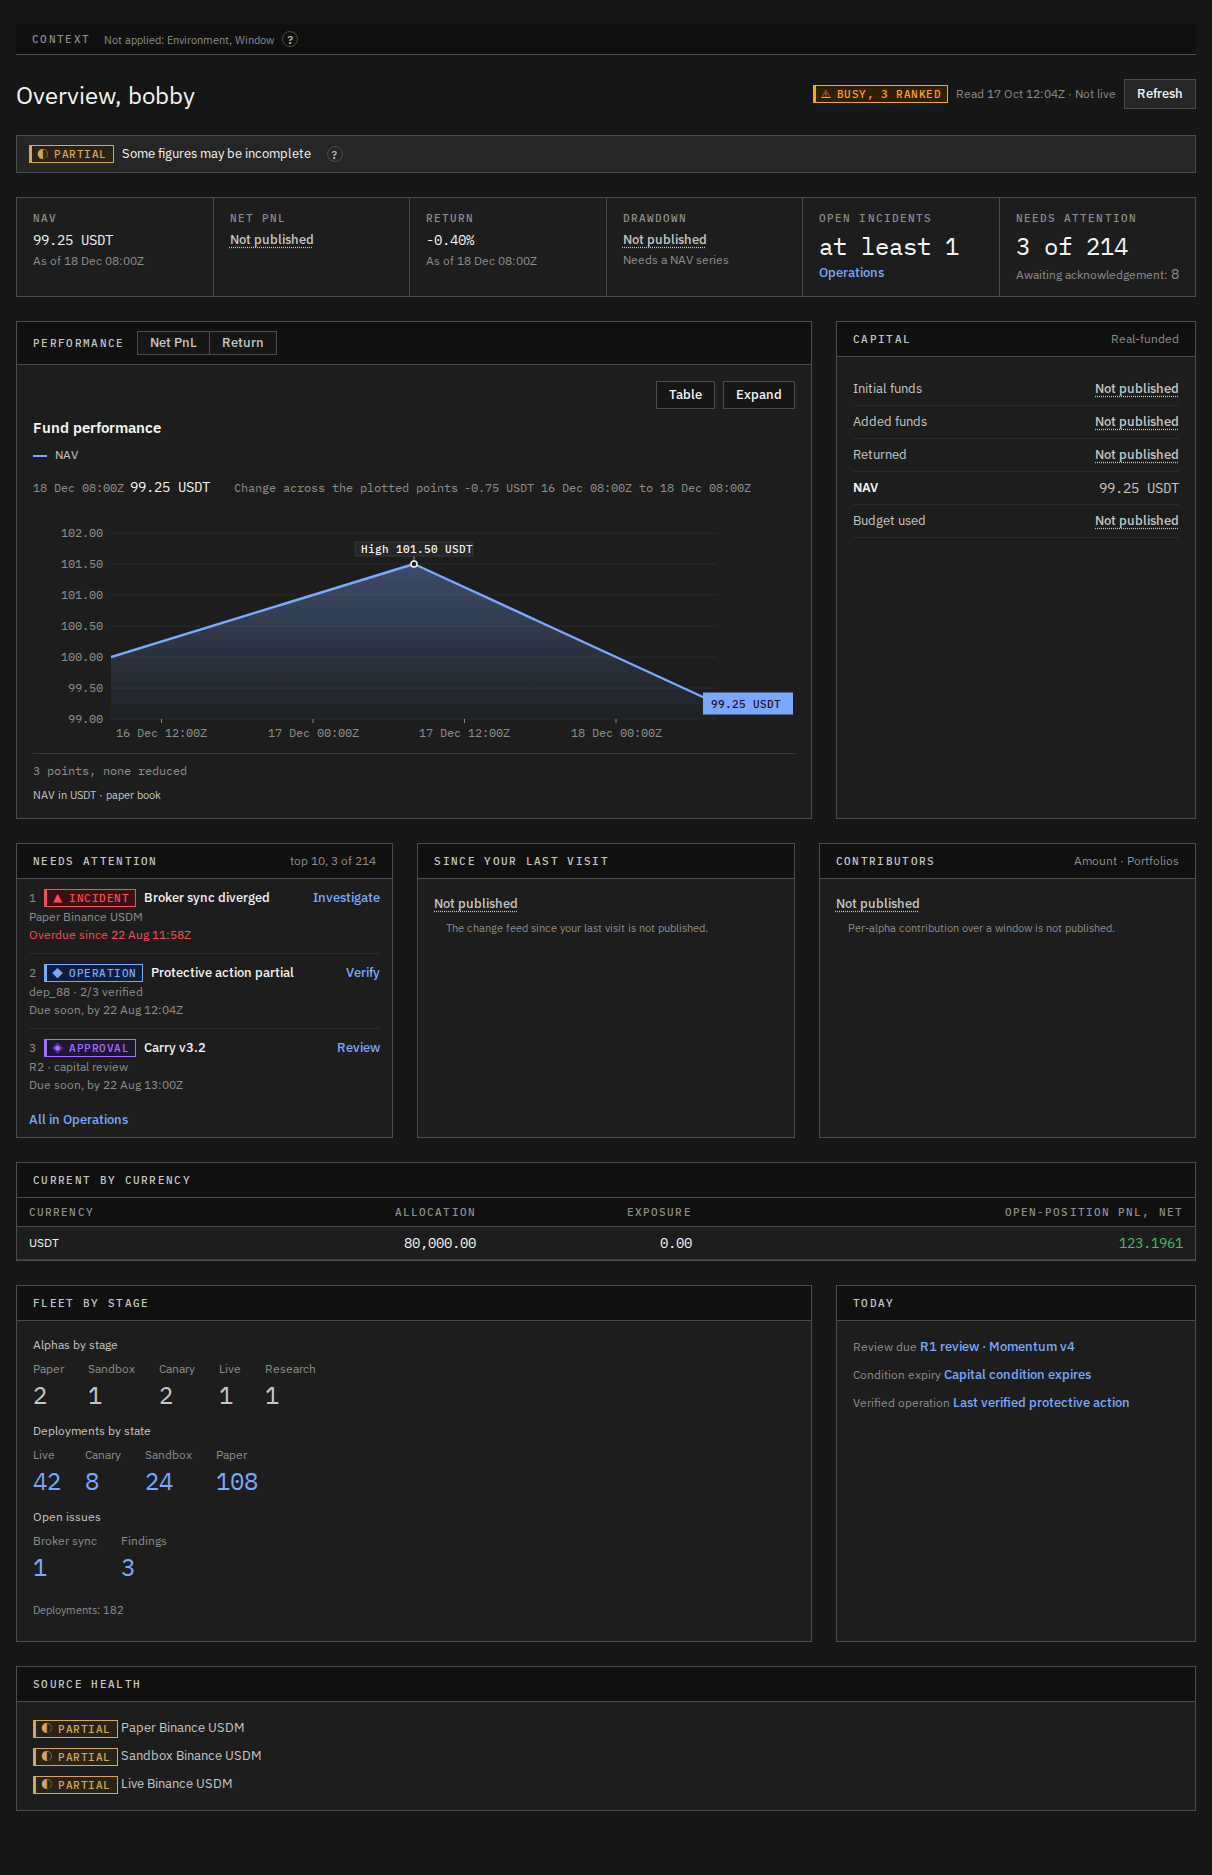 CONTEXT Not applied: Environment, Window ?
Overview, bobby
BUSY, 3 RANKED Read 17 Oct 12:04Z · Not live Refresh
PARTIAL Some figures may be incomplete ?
NAV
99.25 USDT
As of 18 Dec 08:00Z
NET PNL
Not published
RETURN
-0.40%
As of 18 Dec 08:00Z
DRAWDOWN
Not published
Needs a NAV series
OPEN INCIDENTS
at least 1
Operations
NEEDS ATTENTION
3 of 214
Awaiting acknowledgement: 8
PERFORMANCE Net PnL Return
Table Expand
Fund performance
NAV
18 Dec 08:00Z 99.25 USDT Change across the plotted points -0.75 USDT 16 Dec 08:00Z to 18 Dec 08:00Z
102.00
High 101.50 USDT
101.50
101.00
100.50
100.00
99.50
99.25 USDT
99.00
16 Dec 12:00Z 17 Dec 00:00Z 17 Dec 12:00Z 18 Dec 00:00Z
3 points, none reduced
NAV in USDT · paper book
CAPITAL Real-funded
Initial funds Not published
Added funds Not published
Returned Not published
NAV 99.25 USDT
Budget used Not published
NEEDS ATTENTION top 10, 3 of 214
1 INCIDENT Broker sync diverged Investigate
Paper Binance USDM
Overdue since 22 Aug 11:58Z
2 OPERATION Protective action partial Verify
dep_88 · 2/3 verified
Due soon, by 22 Aug 12:04Z
3 APPROVAL Carry v3.2 Review
R2 · capital review
Due soon, by 22 Aug 13:00Z
All in Operations
SINCE YOUR LAST VISIT
Not published
The change feed since your last visit is not published.
CONTRIBUTORS Amount · Portfolios
Not published
Per-alpha contribution over a window is not published.
CURRENT BY CURRENCY
CURRENCY ALLOCATION EXPOSURE OPEN-POSITION PNL, NET
USDT 80,000.00 0.00 123.1961
FLEET BY STAGE
Alphas by stage
Paper Sandbox Canary Live Research
2 1 2 1 1
Deployments by state
Live Canary Sandbox Paper
42 8 24 108
Open issues
Broker sync Findings
1 3
Deployments: 182
TODAY
Review due R1 review · Momentum v4
Condition expiry Capital condition expires
Verified operation Last verified protective action
SOURCE HEALTH
PARTIAL Paper Binance USDM
PARTIAL Sandbox Binance USDM
PARTIAL Live Binance USDM